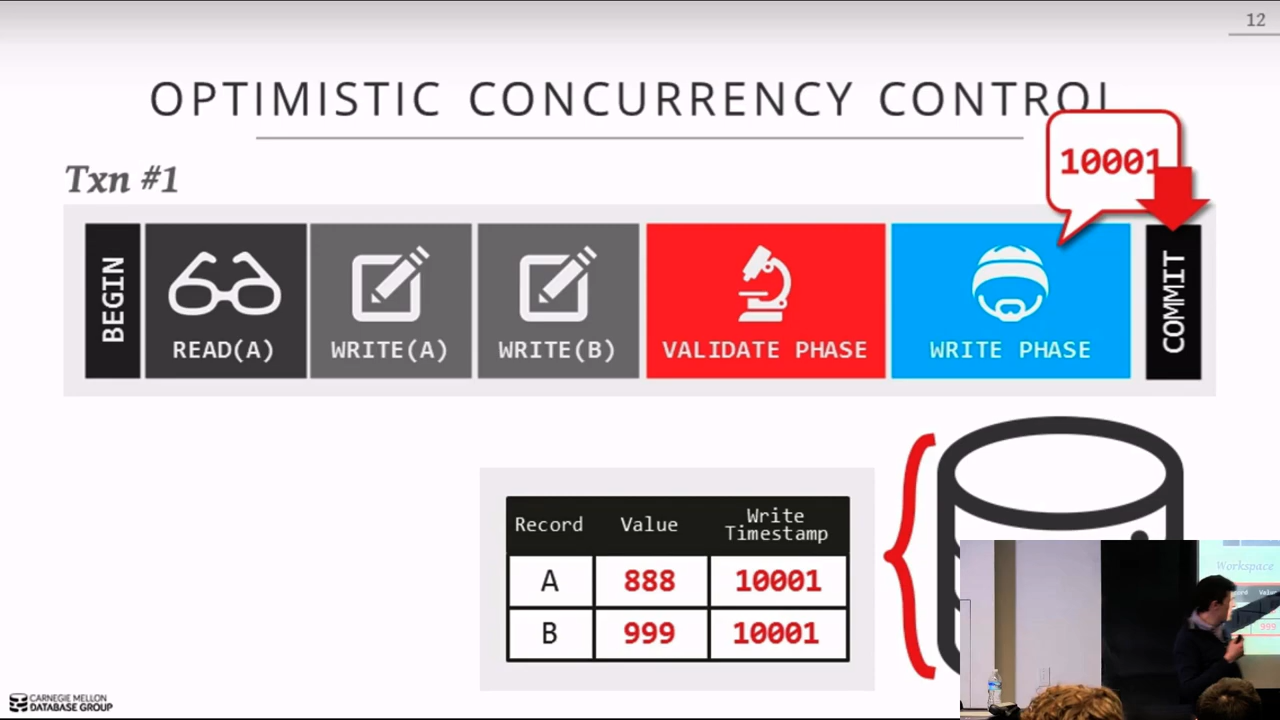 12
OPTIMISTIC CONCURRENCY CONTROL
Txn #1
10001
BEGIN
READ(A)
WRITE(A)
WRITE(B)
VALIDATE PHASE
WRITE PHASE
COMMIT
Record Value Write Timestamp
A 888 10001
B 999 10001
Workspace
999
CARNEGIE MELLON
DATABASE GROUP